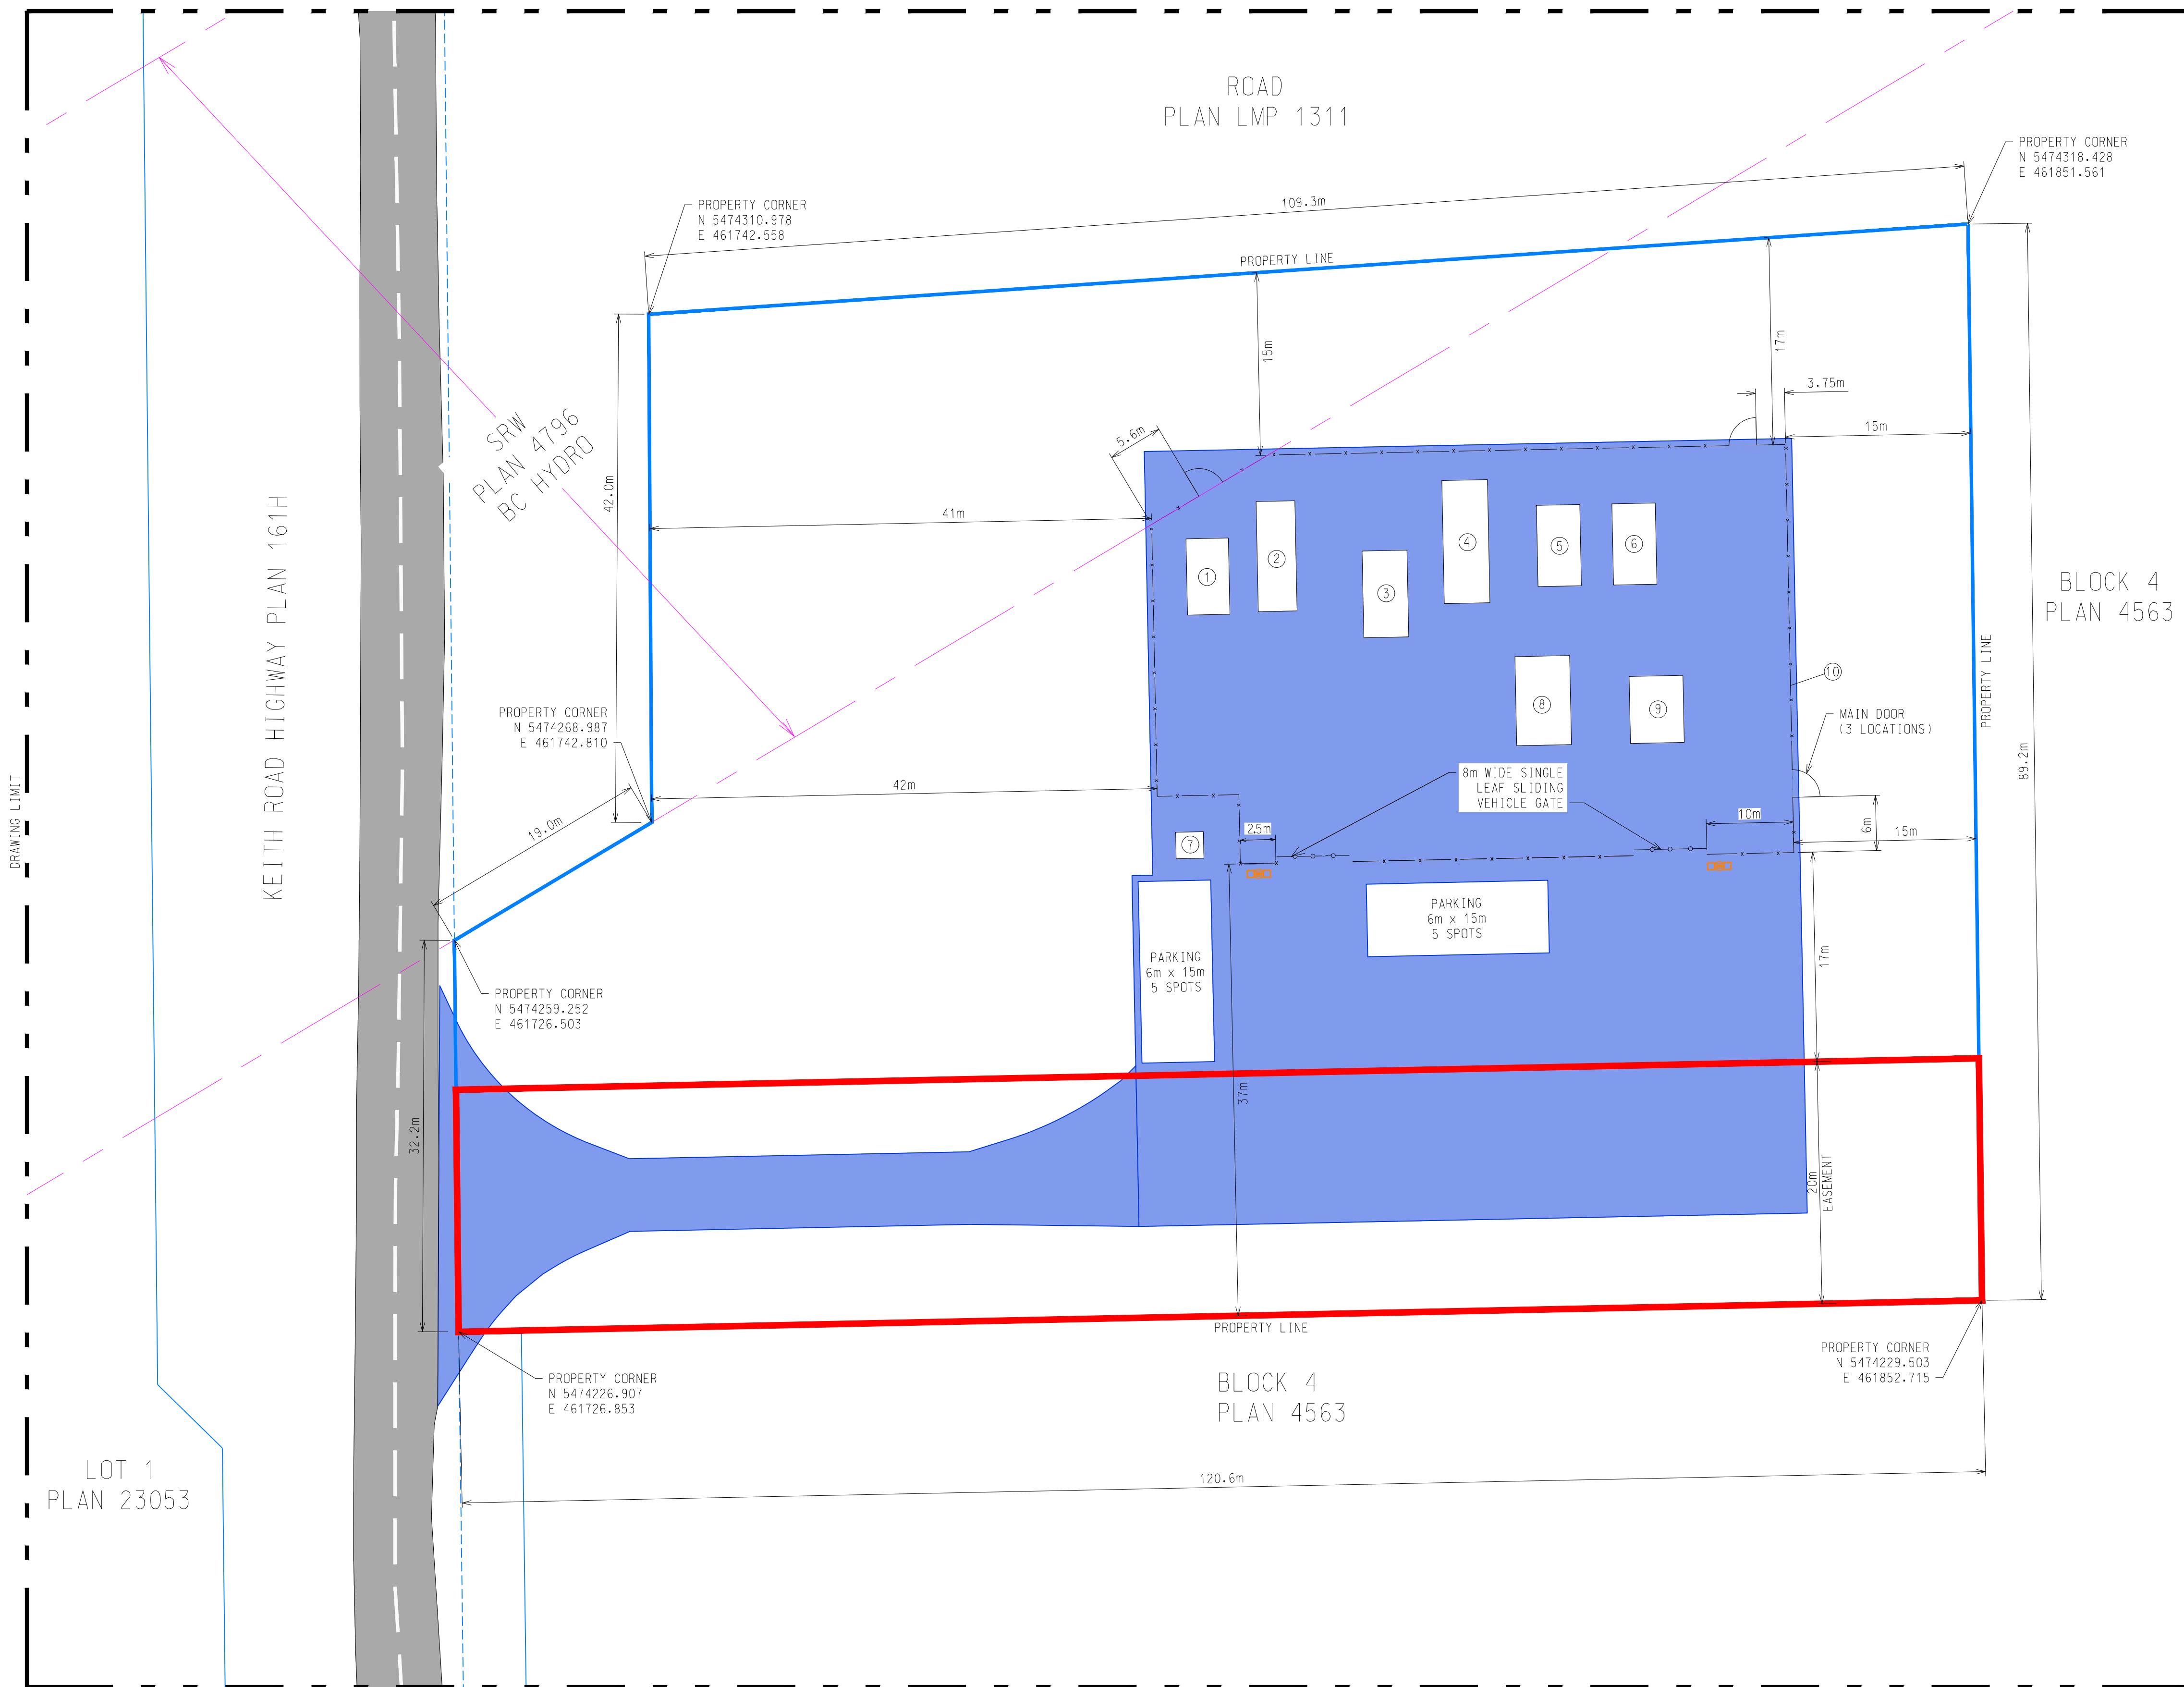 ROAD
PLAN LMP 1311
PROPERTY CORNER
N 5474318.428
E 461851.561
PROPERTY CORNER
N 5474310.978
E 461742.558
109.3m
PROPERTY LINE
15m
17m
3.75m
15m
5.6m
SRW
PLAN 4796
BC HYDRO
42.0m
41m
KEITH ROAD HIGHWAY PLAN 161H
1
2
3
4
5
6
BLOCK 4
PLAN 4563
PROPERTY LINE
10
8
9
MAIN DOOR
(3 LOCATIONS)
PROPERTY CORNER
N 5474268.987
E 461742.810
89.2m
8m WIDE SINGLE
LEAF SLIDING
VEHICLE GATE
42m
DRAWING LIMIT
19.0m
7
2.5m
10m
6m
15m
PARKING
6m x 15m
5 SPOTS
PARKING
6m x 15m
5 SPOTS
17m
PROPERTY CORNER
N 5474259.252
E 461726.503
37m
32.2m
20m
EASEMENT
PROPERTY LINE
PROPERTY CORNER
N 5474229.503
E 461852.715
PROPERTY CORNER
N 5474226.907
E 461726.853
BLOCK 4
PLAN 4563
LOT 1
PLAN 23053
120.6m